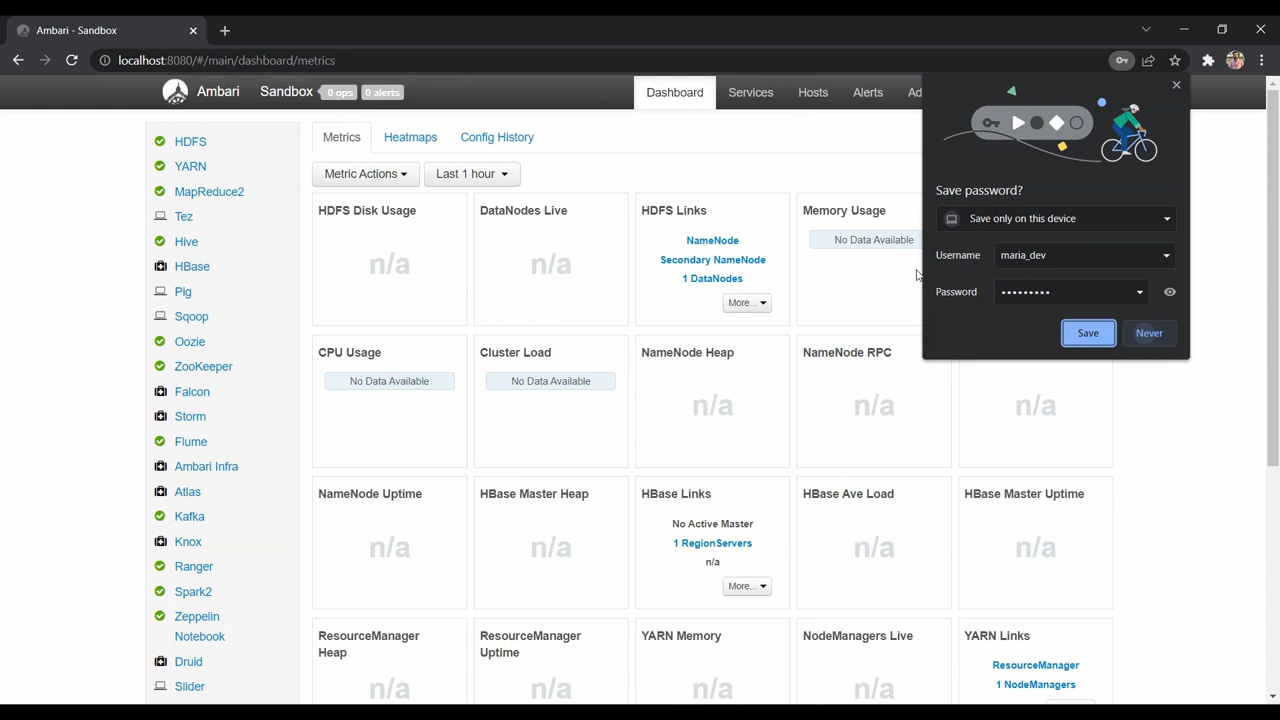 Ambari - Sandbox
localhost:8080/#/main/dashboard/metrics
Ambari
Sandbox
0 ops
0 alerts
Dashboard
Services
Hosts
Alerts
Ad
HDFS
YARN
MapReduce2
Tez
Hive
HBase
Pig
Sqoop
Oozie
ZooKeeper
Falcon
Storm
Flume
Ambari Infra
Atlas
Kafka
Knox
Ranger
Spark2
Zeppelin
Notebook
Druid
Slider
Metrics
Heatmaps
Config History
Metric Actions
Last 1 hour
HDFS Disk Usage
n/a
DataNodes Live
n/a
HDFS Links
NameNode
Secondary NameNode
1 DataNodes
More...
Memory Usage
No Data Available
CPU Usage
No Data Available
Cluster Load
No Data Available
NameNode Heap
n/a
NameNode RPC
n/a
n/a
NameNode Uptime
n/a
HBase Master Heap
n/a
HBase Links
No Active Master
1 RegionServers
n/a
More...
HBase Ave Load
n/a
HBase Master Uptime
n/a
ResourceManager
Heap
n/a
ResourceManager
Uptime
n/a
YARN Memory
n/a
NodeManagers Live
n/a
YARN Links
ResourceManager
1 NodeManagers
Save password?
Save only on this device
Username
maria_dev
Password
•••••••••
Save
Never